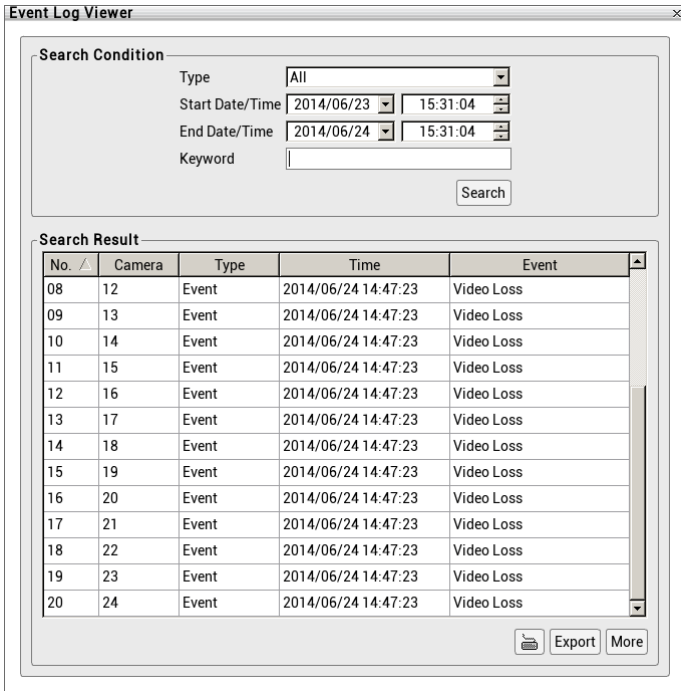 Event Log Viewer
Search Condition
Type All
Start Date/Time 2014/06/23 15:31:04
End Date/Time 2014/06/24 15:31:04
Keyword
Search
Search Result
No. Camera Type Time Event
08 12 Event 2014/06/24 14:47:23 Video Loss
09 13 Event 2014/06/24 14:47:23 Video Loss
10 14 Event 2014/06/24 14:47:23 Video Loss
11 15 Event 2014/06/24 14:47:23 Video Loss
12 16 Event 2014/06/24 14:47:23 Video Loss
13 17 Event 2014/06/24 14:47:23 Video Loss
14 18 Event 2014/06/24 14:47:23 Video Loss
15 19 Event 2014/06/24 14:47:23 Video Loss
16 20 Event 2014/06/24 14:47:23 Video Loss
17 21 Event 2014/06/24 14:47:23 Video Loss
18 22 Event 2014/06/24 14:47:23 Video Loss
19 23 Event 2014/06/24 14:47:23 Video Loss
20 24 Event 2014/06/24 14:47:23 Video Loss
Export More